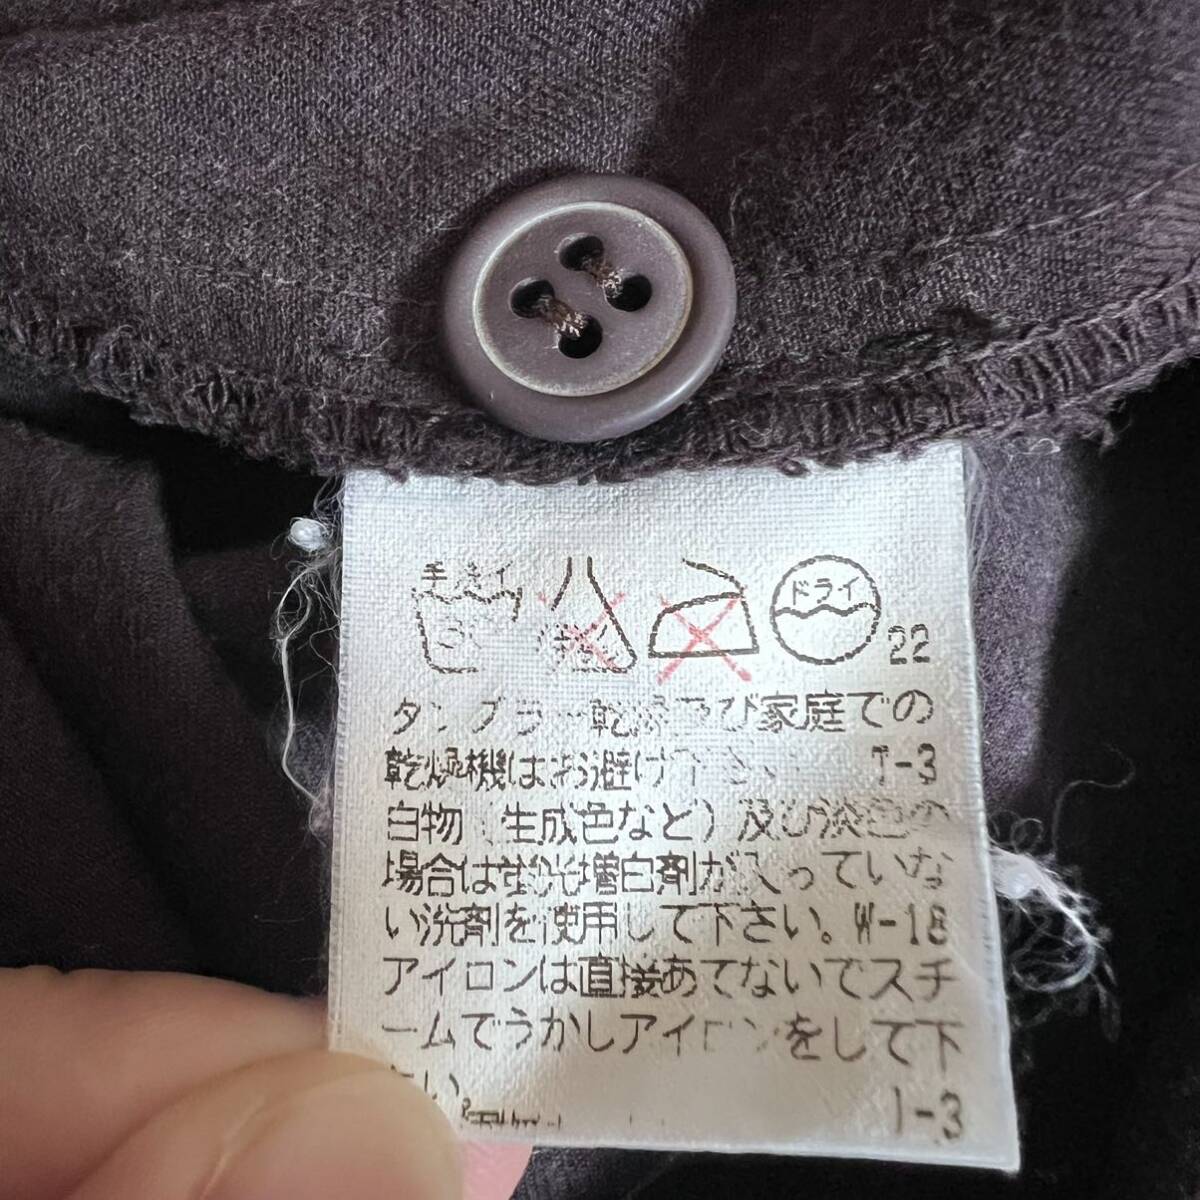 手
ドライ
22
タンブラー乾燥及び家庭での
乾燥機はお避け下さい T-3
白物(生成色など)及び淡色の
場合は蛍光増白剤が入っていな
い洗剤を使用して下さい。W-18
アイロンは直接あてないでスチ
ームでうかしアイロンをして下
さい。 I-3